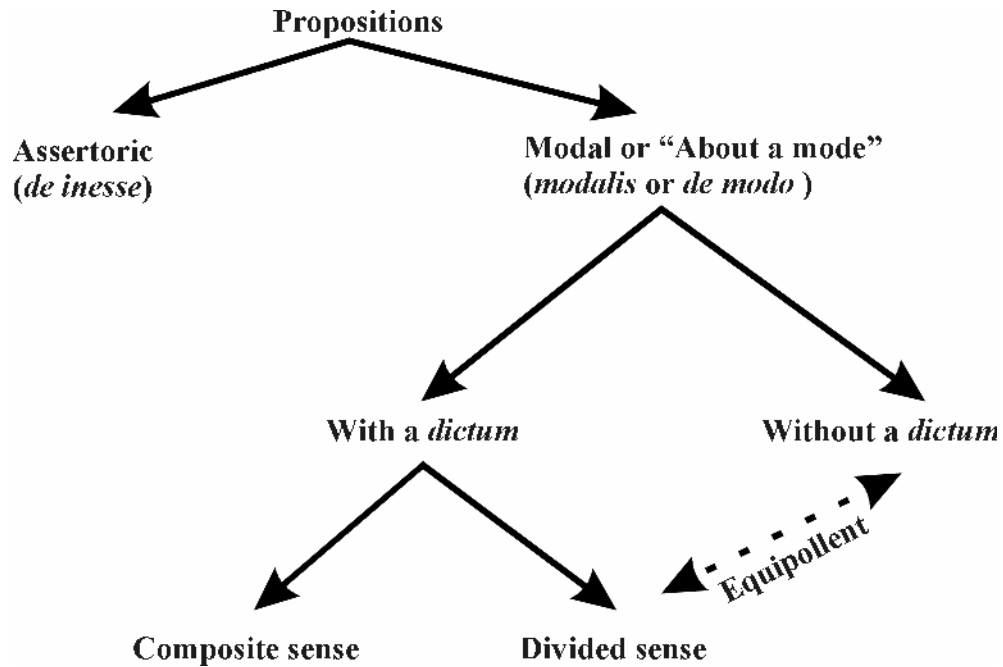 Propositions
Assertoric
(de inesse)
Modal or “About a mode”
(modalis or de modo )
With a dictum
Without a dictum
Equipollent
Composite sense
Divided sense